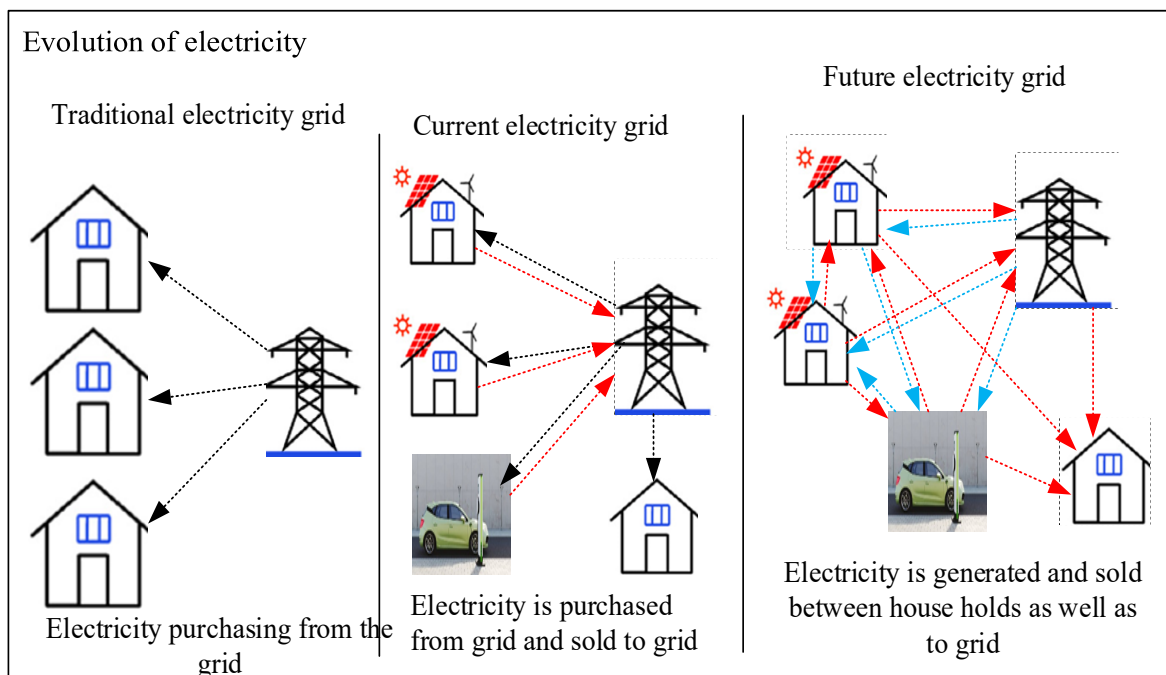 Evolution of electricity
Traditional electricity grid
Electricity purchasing from the
grid
Current electricity grid
Electricity is purchased
from grid and sold to grid
Future electricity grid
Electricity is generated and sold
between house holds as well as
to grid